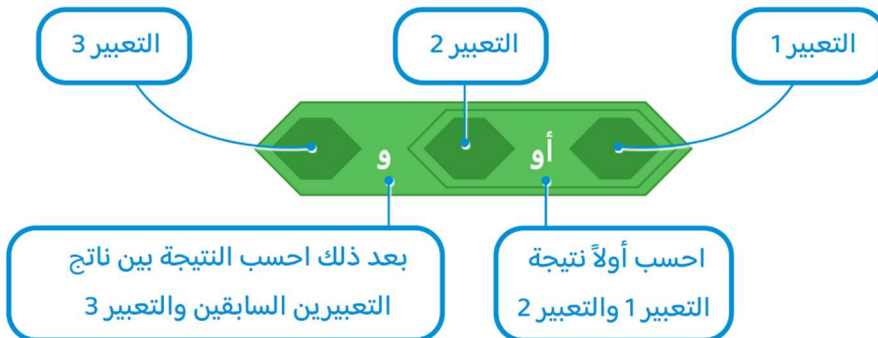 التعبير 1
التعبير 2
التعبير 3
أو
و
احسب أولاً نتيجة
التعبير 1 والتعبير 2
بعد ذلك احسب النتيجة بين ناتج
التعبيرين السابقين والتعبير 3